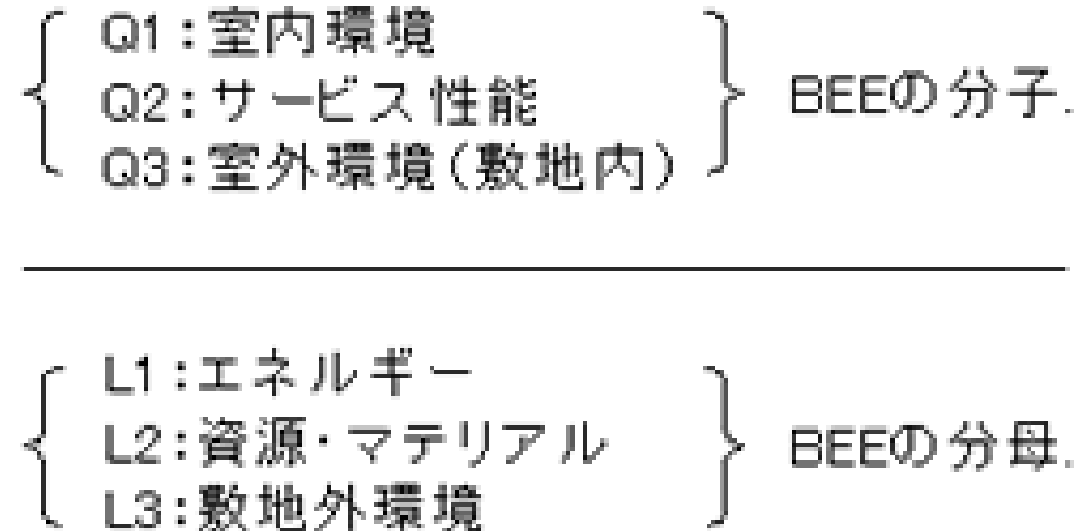 Q1:室内環境
Q2:サービス性能
BEEの分子.
Q3:室外環境(敷地内)
L1:エネルギー
L2:資源・マテリアル
BEEの分母.
L3:敷地外環境